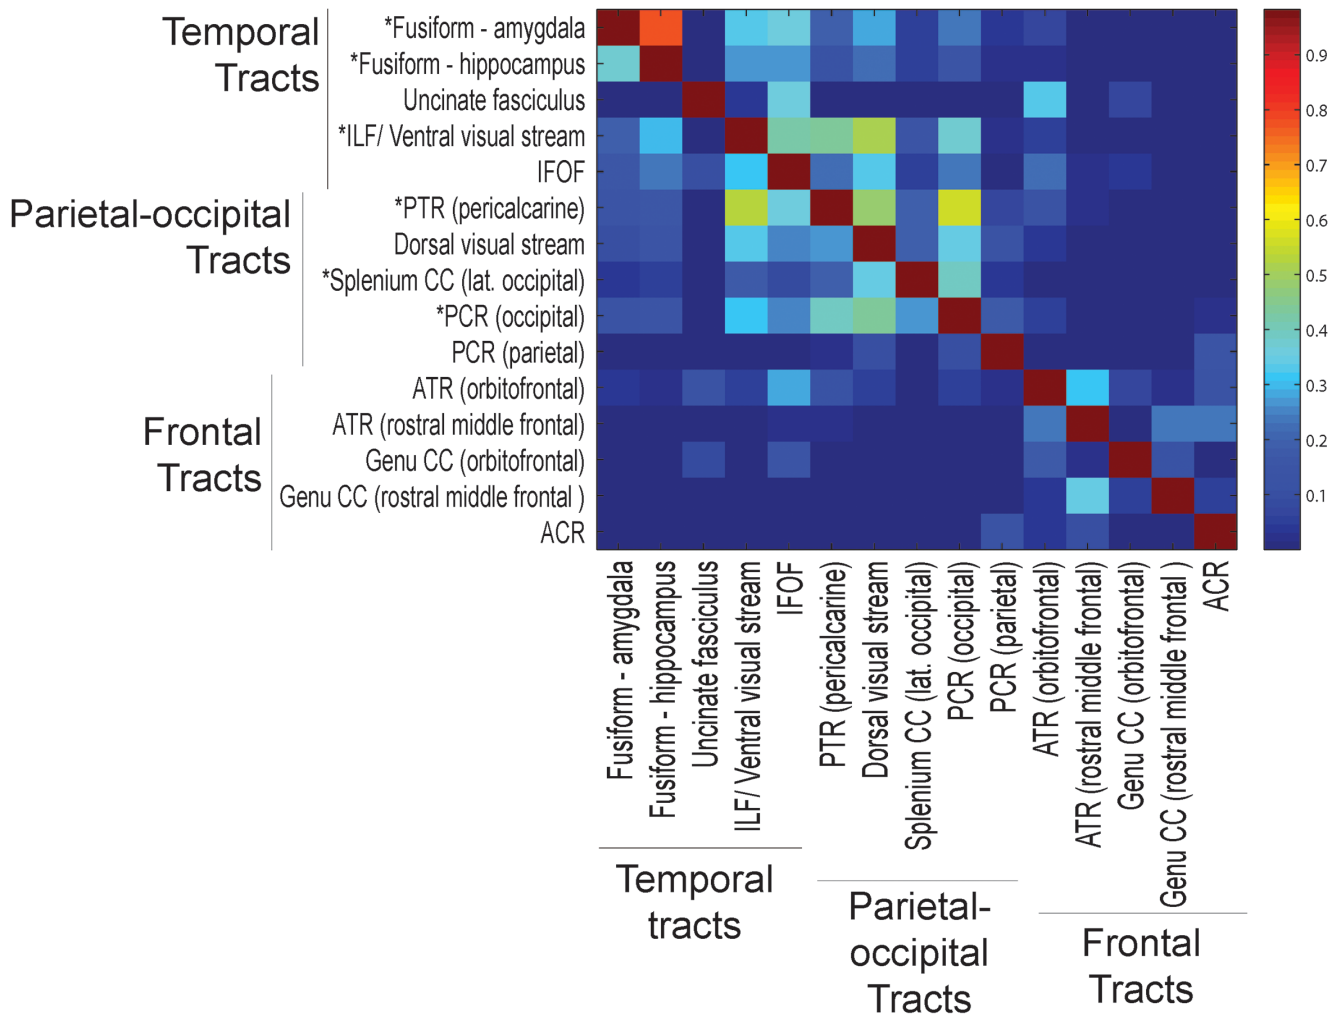 Temporal
Tracts
*Fusiform - amygdala
*Fusiform - hippocampus
Uncinate fasciculus
*ILF/ Ventral visual stream
IFOF
Parietal-occipital
Tracts
*PTR (pericalcarine)
Dorsal visual stream
*Splenium CC (lat. occipital)
*PCR (occipital)
PCR (parietal)
Frontal
Tracts
ATR (orbitofrontal)
ATR (rostral middle frontal)
Genu CC (orbitofrontal)
Genu CC (rostral middle frontal )
ACR
0.9
0.8
0.7
0.6
0.5
0.4
0.3
0.2
0.1
Fusiform - amygdala
Fusiform - hippocampus
Uncinate fasciculus
ILF/ Ventral visual stream
IFOF
PTR (pericalcarine)
Dorsal visual stream
Splenium CC (lat. occipital)
PCR (occipital)
PCR (parietal)
ATR (orbitofrontal)
ATR (rostral middle frontal)
Genu CC (orbitofrontal)
Genu CC (rostral middle frontal )
ACR
Temporal
tracts
Parietal-
occipital
Tracts
Frontal
Tracts